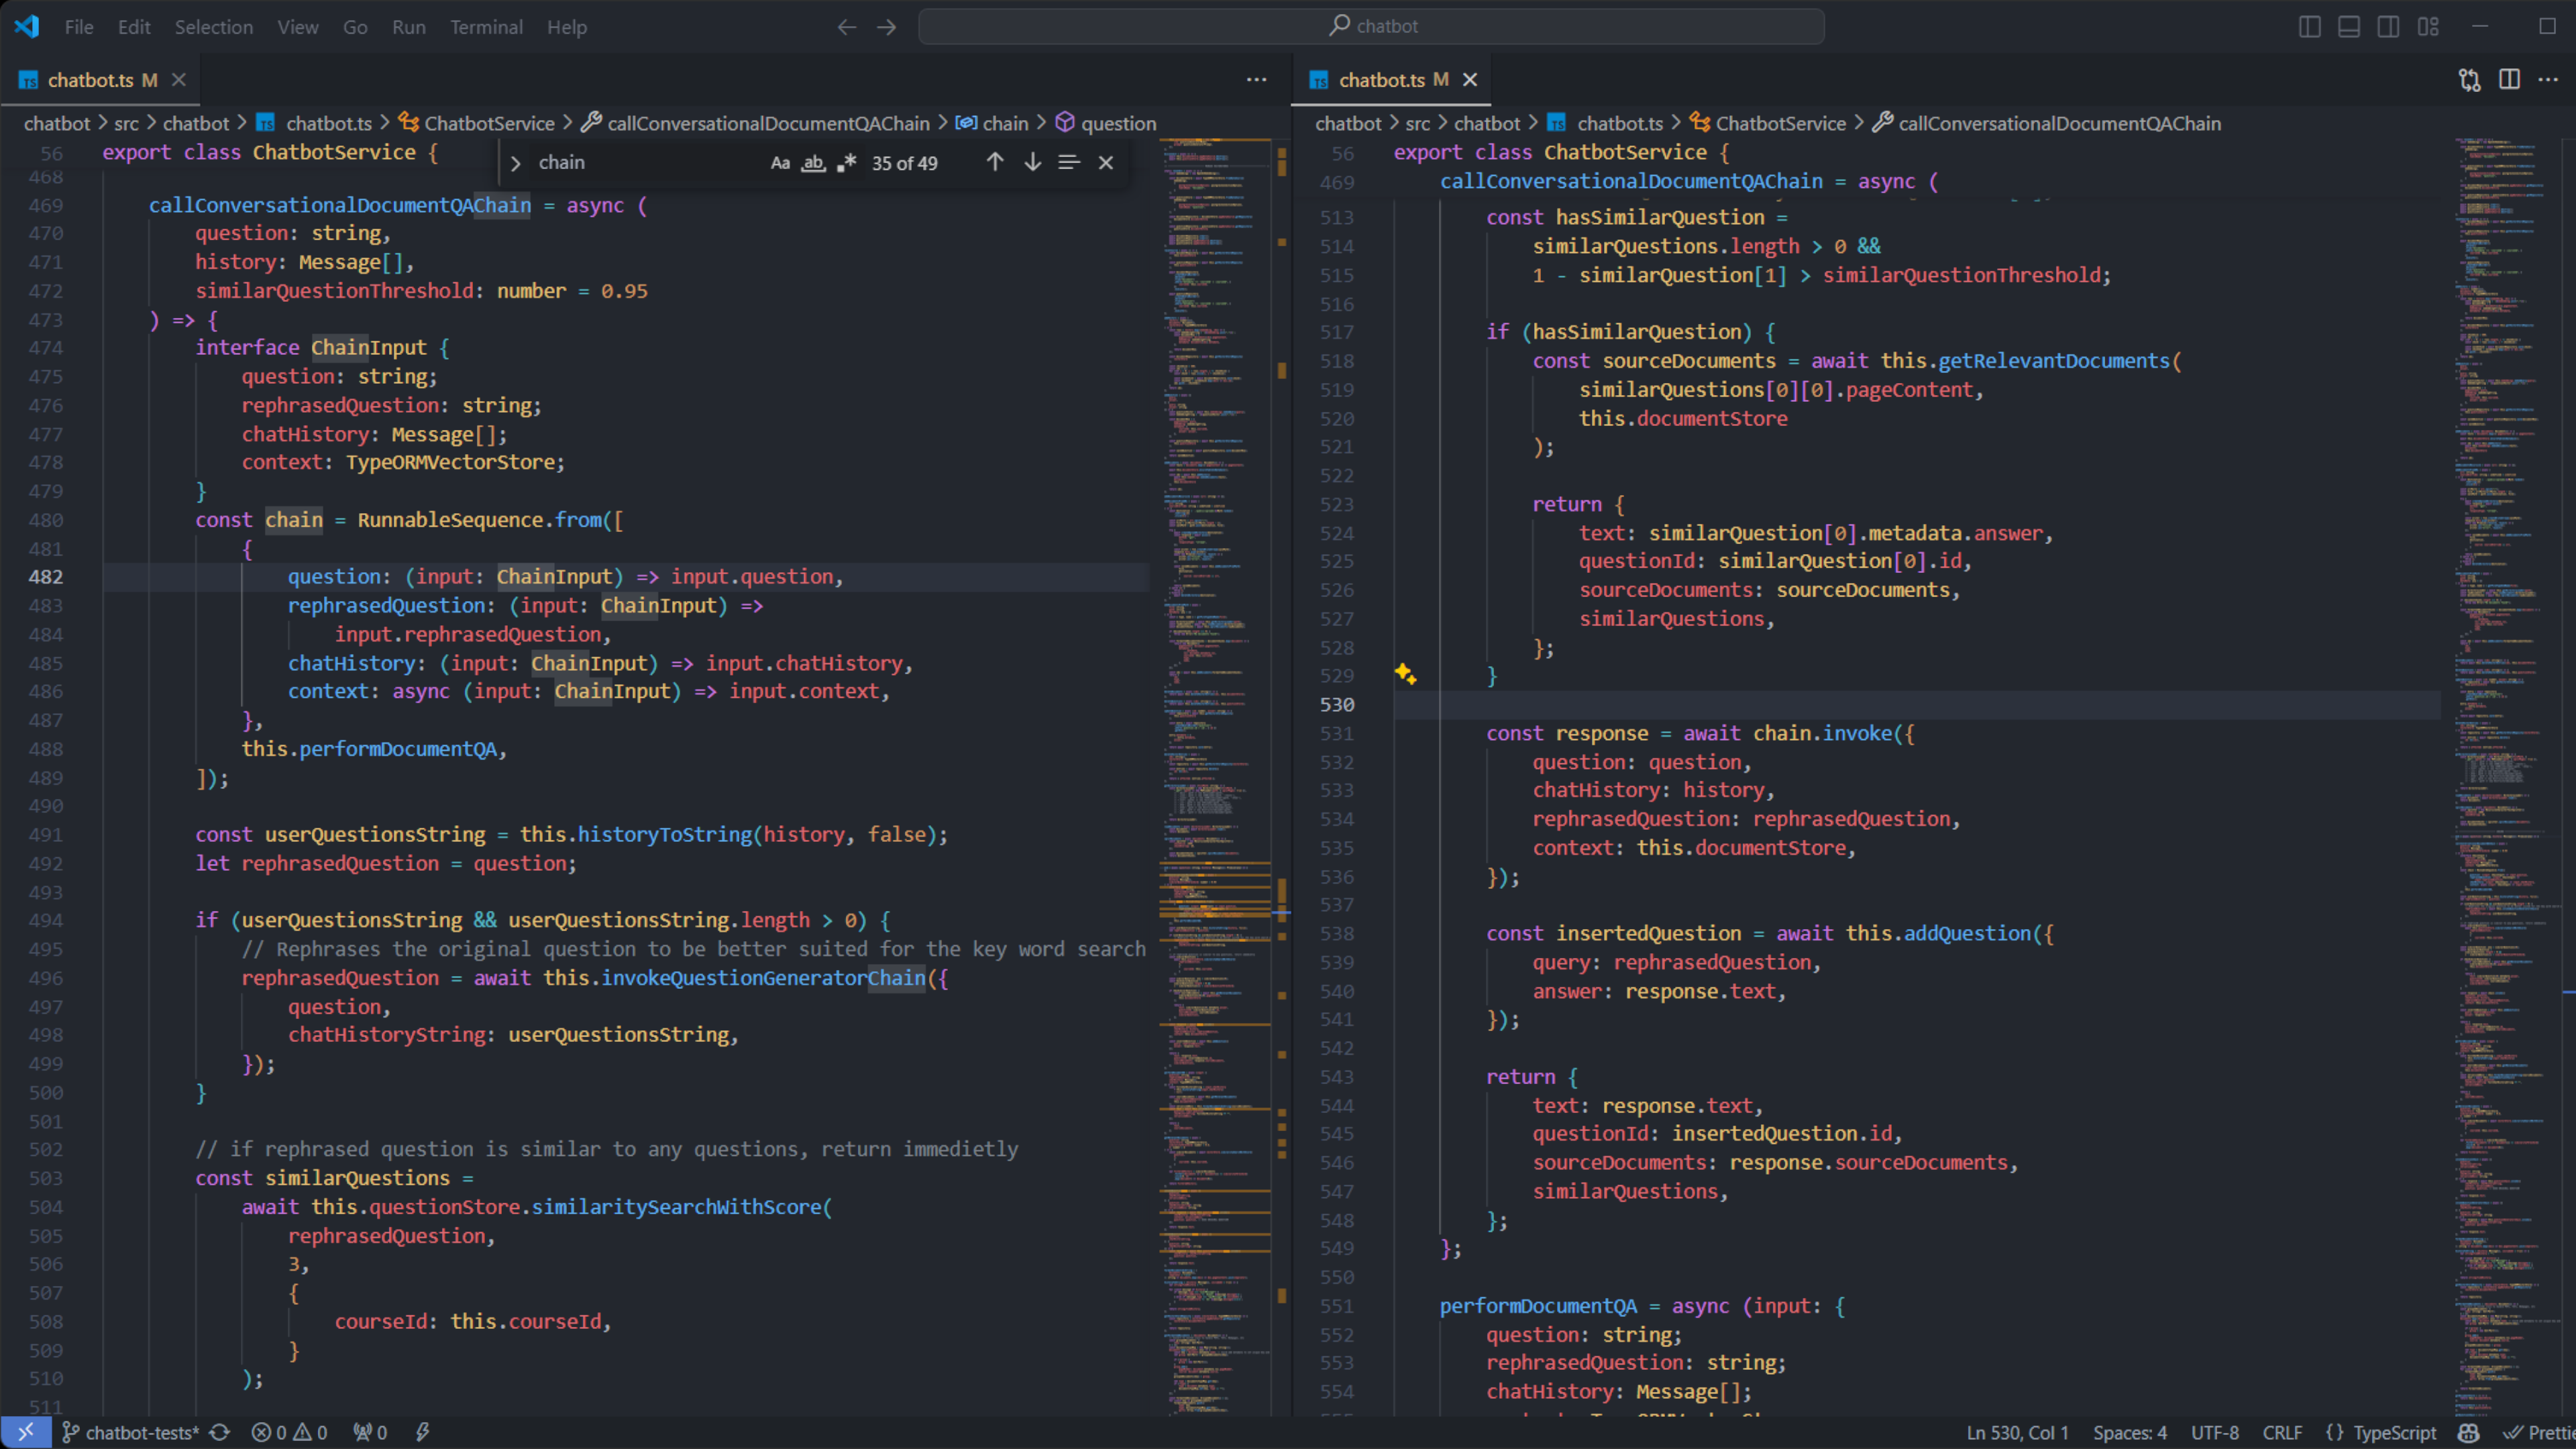 File Edit Selection View Go Run Terminal Help
chatbot
chatbot.ts M
chatbot > src > chatbot > TS chatbot.ts > ChatbotService > callConversationalDocumentQAChain > chain > question
chain Aa ab 35 of 49
56 export class ChatbotService {
468
469 callConversationalDocumentQAChain = async (
470 question: string,
471 history: Message[],
472 similarQuestionThreshold: number = 0.95
473 ) => {
474 interface ChainInput {
475 question: string;
476 rephrasedQuestion: string;
477 chatHistory: Message[];
478 context: TypeORMVectorStore;
479 }
480 const chain = RunnableSequence.from([
481 {
482 question: (input: ChainInput) => input.question,
483 rephrasedQuestion: (input: ChainInput) =>
484 input.rephrasedQuestion,
485 chatHistory: (input: ChainInput) => input.chatHistory,
486 context: async (input: ChainInput) => input.context,
487 },
488 this.performDocumentQA,
489 ]);
490
491 const userQuestionsString = this.historyToString(history, false);
492 let rephrasedQuestion = question;
493
494 if (userQuestionsString && userQuestionsString.length > 0) {
495 // Rephrases the original question to be better suited for the key word search
496 rephrasedQuestion = await this.invokeQuestionGeneratorChain({
497 question,
498 chatHistoryString: userQuestionsString,
499 });
500 }
501
502 // if rephrased question is similar to any questions, return immedietly
503 const similarQuestions =
504 await this.questionStore.similaritySearchWithScore(
505 rephrasedQuestion,
506 3,
507 {
508 courseId: this.courseId,
509 }
510 );
511
chatbot.ts M
chatbot > src > chatbot > TS chatbot.ts > ChatbotService > callConversationalDocumentQAChain
56 export class ChatbotService {
469 callConversationalDocumentQAChain = async (
513 const hasSimilarQuestion =
514 similarQuestions.length > 0 &&
515 1 - similarQuestion[1] > similarQuestionThreshold;
516
517 if (hasSimilarQuestion) {
518 const sourceDocuments = await this.getRelevantDocuments(
519 similarQuestions[0][0].pageContent,
520 this.documentStore
521 );
522
523 return {
524 text: similarQuestion[0].metadata.answer,
525 questionId: similarQuestion[0].id,
526 sourceDocuments: sourceDocuments,
527 similarQuestions,
528 };
529 }
530
531 const response = await chain.invoke({
532 question: question,
533 chatHistory: history,
534 rephrasedQuestion: rephrasedQuestion,
535 context: this.documentStore,
536 });
537
538 const insertedQuestion = await this.addQuestion({
539 query: rephrasedQuestion,
540 answer: response.text,
541 });
542
543 return {
544 text: response.text,
545 questionId: insertedQuestion.id,
546 sourceDocuments: response.sourceDocuments,
547 similarQuestions,
548 };
549 };
550
551 performDocumentQA = async (input: {
552 question: string;
553 rephrasedQuestion: string;
554 chatHistory: Message[];
chatbot-tests* 0 0 0 Ln 530, Col 1 Spaces: 4 UTF-8 CRLF {} TypeScript Pretti